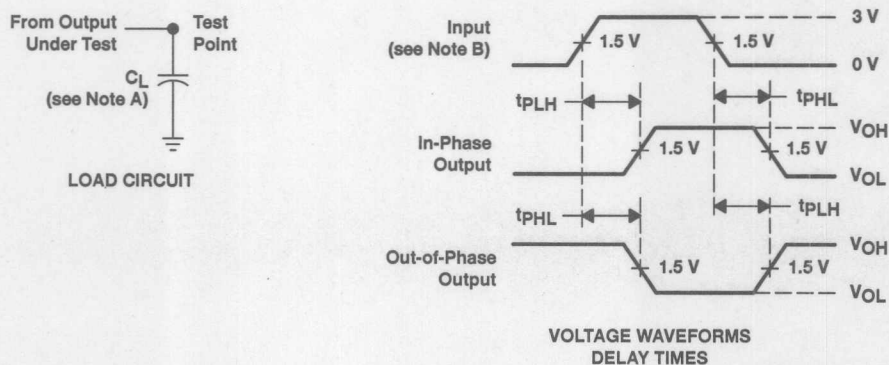 From Output
Under Test
Test
Point
CL
(see Note A)
LOAD CIRCUIT
Input
(see Note B)
1.5 V
1.5 V
3 V
0 V
tPLH
tPHL
In-Phase
Output
1.5 V
1.5 V
VOH
VOL
tPHL
tPLH
Out-of-Phase
Output
1.5 V
1.5 V
VOH
VOL
VOLTAGE WAVEFORMS
DELAY TIMES